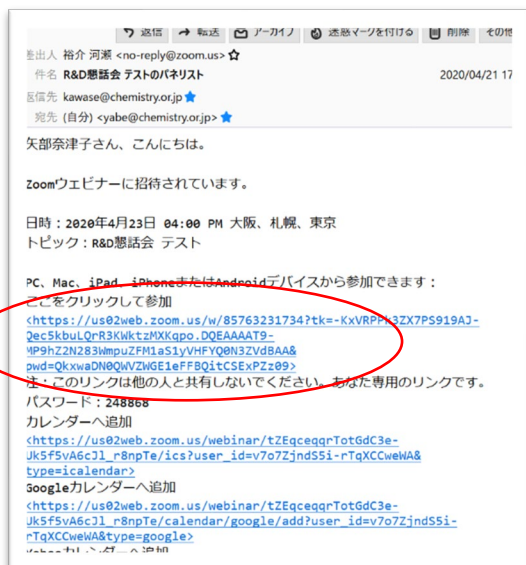 返信 転送 アーカイブ 迷惑マークを付ける 削除 その他
差出人 裕介 河瀬 <no-reply@zoom.us>
件名 R&D懇話会 テストのパネリスト 2020/04/21 17
返信先 kawase@chemistry.or.jp
宛先 (自分) <yabe@chemistry.or.jp>
矢部奈津子さん、こんにちは。
Zoomウェビナーに招待されています。
日時：2020年4月23日 04:00 PM 大阪、札幌、東京
トピック：R&D懇話会 テスト
PC、Mac、iPad、iPhoneまたはAndroidデバイスから参加できます：
ここをクリックして参加
<https://us02web.zoom.us/w/85763231734?tk=-KxVRPPk3ZX7PS919AJ-
Qec5kbuLQrR3KWktzMXKqpo.DQEAAAAT9-
MP9hZ2N283WmpuZFM1aS1yVHFYQ0N3ZVdBAA&
pwd=QkxwaDN0QWVZWGE1eFFBQitCSExPZz09>
注：このリンクは他の人と共有しないでください。あなた専用のリンクです。
パスワード：248868
カレンダーへ追加
<https://us02web.zoom.us/webinar/tZEqceqqrTotGdC3e-
Uk5f5vA6cJl_r8npTe/ics?user_id=v7o7ZjndS5i-rTqXCCweWA&
type=icalendar>
Googleカレンダーへ追加
<https://us02web.zoom.us/webinar/tZEqceqqrTotGdC3e-
Uk5f5vA6cJl_r8npTe/calendar/google/add?user_id=v7o7ZjndS5i-
rTqXCCweWA&type=google>